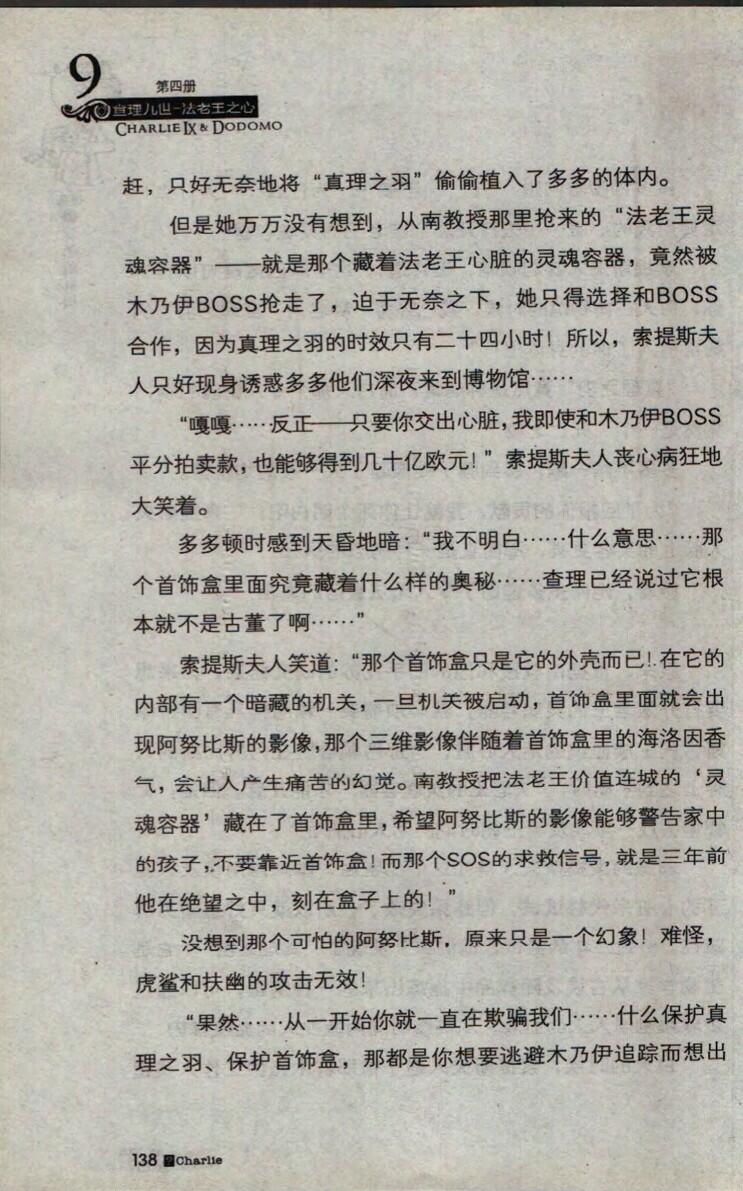 9
第四册
查理九世-法老王之心
CHARLIE IX & DODOMO
赶，只好无奈地将“真理之羽”偷偷植入了多多的体内。
但是她万万没有想到，从南教授那里抢来的“法老王灵
魂容器”——就是那个藏着法老王心脏的灵魂容器，竟然被
木乃伊BOSS抢走了，迫于无奈之下，她只得选择和BOSS
合作，因为真理之羽的时效只有二十四小时！所以，索提斯夫
人只好现身诱惑多多他们深夜来到博物馆……
“嘎嘎……反正——只要你交出心脏，我即使和木乃伊BOSS
平分拍卖款，也能够得到几十亿欧元！”索提斯夫人丧心病狂地
大笑着。
多多顿时感到天昏地暗：“我不明白……什么意思……那
个首饰盒里面究竟藏着什么样的奥秘……查理已经说过它根
本就不是古董了啊……”
索提斯夫人笑道：“那个首饰盒只是它的外壳而已！在它的
内部有一个暗藏的机关，一旦机关被启动，首饰盒里面就会出
现阿努比斯的影像，那个三维影像伴随着首饰盒里的海洛因香
气，会让人产生痛苦的幻觉。南教授把法老王价值连城的‘灵
魂容器’藏在了首饰盒里，希望阿努比斯的影像能够警告家中
的孩子，不要靠近首饰盒！而那个SOS的求救信号，就是三年前
他在绝望之中，刻在盒子上的！”
没想到那个可怕的阿努比斯，原来只是一个幻象！难怪，
虎鲨和扶幽的攻击无效！
“果然……从一开始你就一直在欺骗我们……什么保护真
理之羽、保护首饰盒，那都是你想要逃避木乃伊追踪而想出
138 Charlie